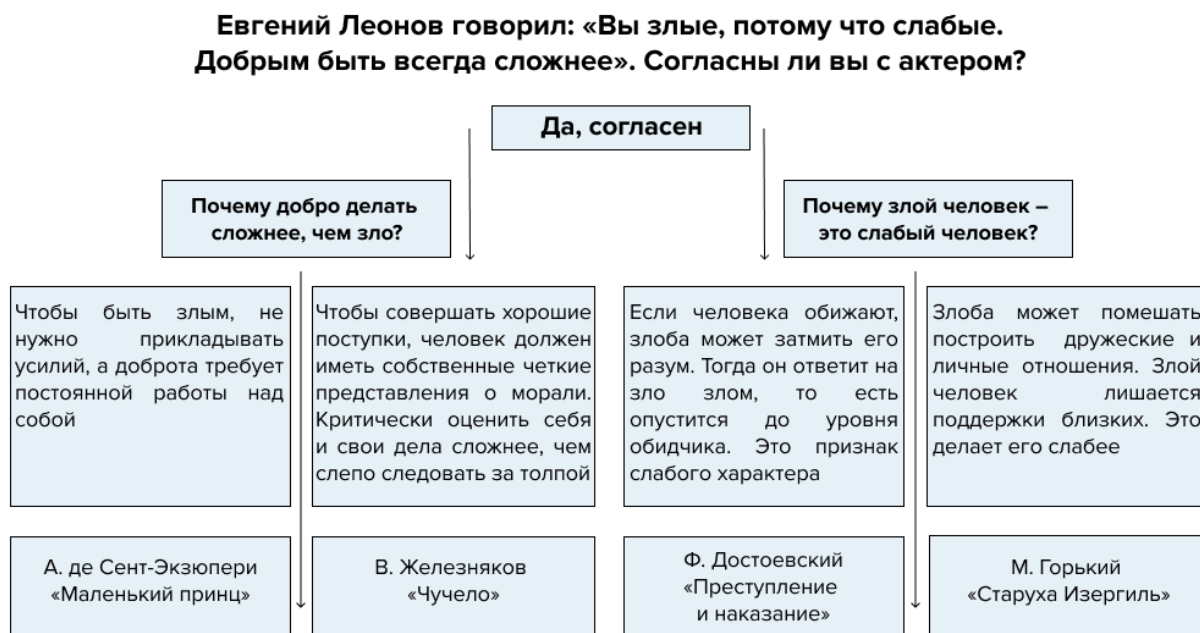 Евгений Леонов говорил: «Вы злые, потому что слабые.
Добрым быть всегда сложнее». Согласны ли вы с актером?
Да, согласен
Почему добро делать
сложнее, чем зло?
Почему злой человек –
это слабый человек?
Чтобы быть злым, не
нужно прикладывать
усилий, а доброта требует
постоянной работы над
собой
Чтобы совершать хорошие
поступки, человек должен
иметь собственные четкие
представления о морали.
Критически оценить себя
и свои дела сложнее, чем
слепо следовать за толпой
Если человека обижают,
злоба может затмить его
разум. Тогда он ответит на
зло злом, то есть
опустится до уровня
обидчика. Это признак
слабого характера
Злоба может помешать
построить дружеские и
личные отношения. Злой
человек лишается
поддержки близких. Это
делает его слабее
А. де Сент-Экзюпери
«Маленький принц»
В. Железняков
«Чучело»
Ф. Достоевский
«Преступление
и наказание»
М. Горький
«Старуха Изергиль»